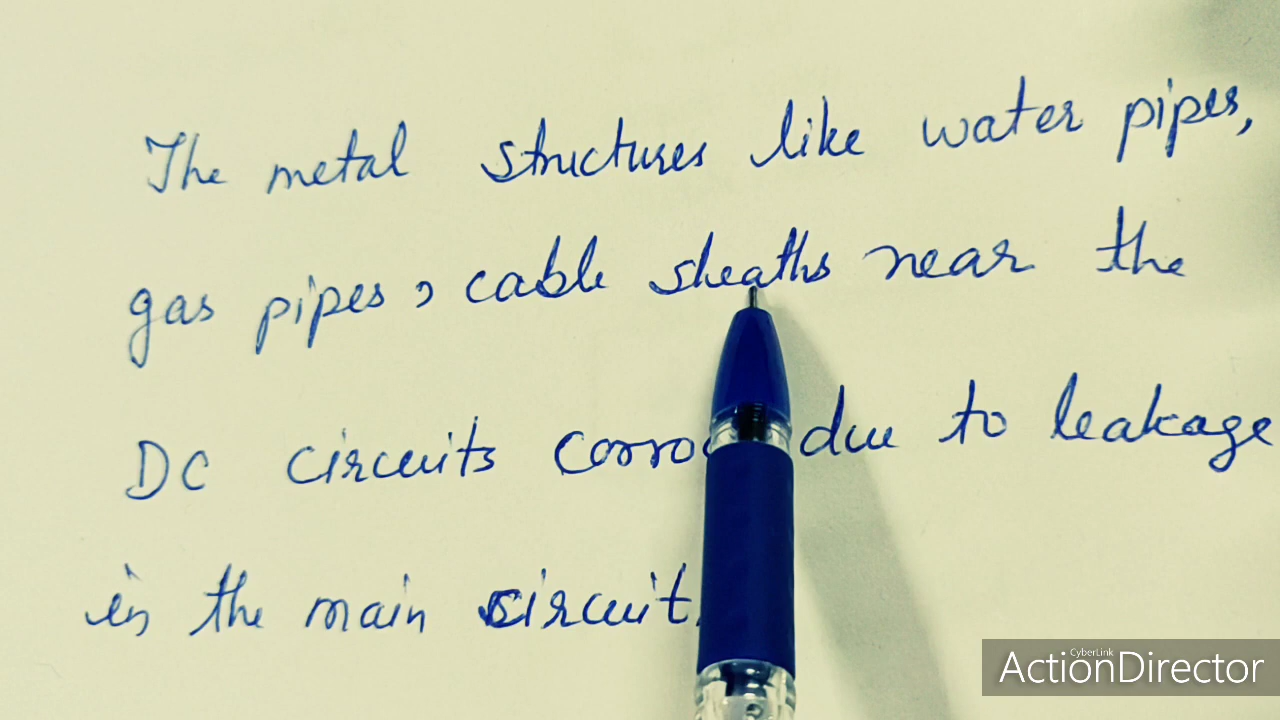 The metal structures like water pipes,
gas pipes, cable sheaths near the
DC circuits corro due to leakage
in the main circuit.
CyberLink
ActionDirector